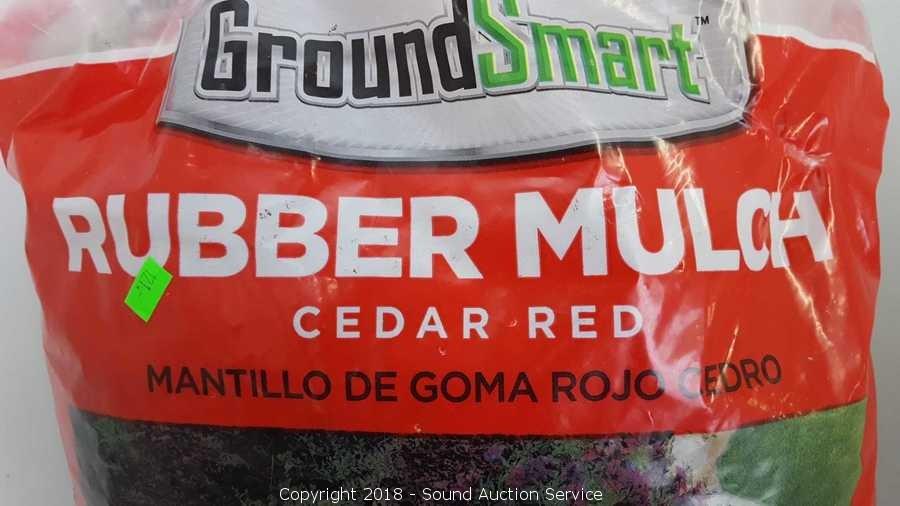 GroundSmart™
RUBBER MULCH
CEDAR RED
MANTILLO DE GOMA ROJO CEDRO
Copyright 2018 - Sound Auction Service